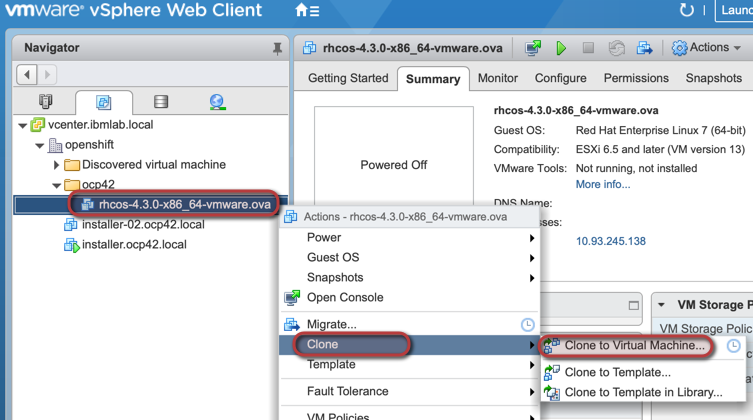 vmware® vSphere Web Client
Launc
Navigator
rhcos-4.3.0-x86_64-vmware.ova
Actions
Getting Started Summary Monitor Configure Permissions Snapshots
vcenter.ibmlab.local
openshift
Discovered virtual machine
ocp42
rhcos-4.3.0-x86_64-vmware.ova
installer-02.ocp42.local
installer.ocp42.local
Powered Off
rhcos-4.3.0-x86_64-vmware.ova
Guest OS: Red Hat Enterprise Linux 7 (64-bit)
Compatibility: ESXi 6.5 and later (VM version 13)
VMware Tools: Not running, not installed
More info...
DNS Name:
sses:
10.93.245.138
Actions - rhcos-4.3.0-x86_64-vmware.ova
Power
Guest OS
Snapshots
Open Console
Migrate...
Clone
Template
Fault Tolerance
VM Policies
VM Storage P
VM Storage Polic
Clone to Virtual Machine...
Clone to Template...
Clone to Template in Library...